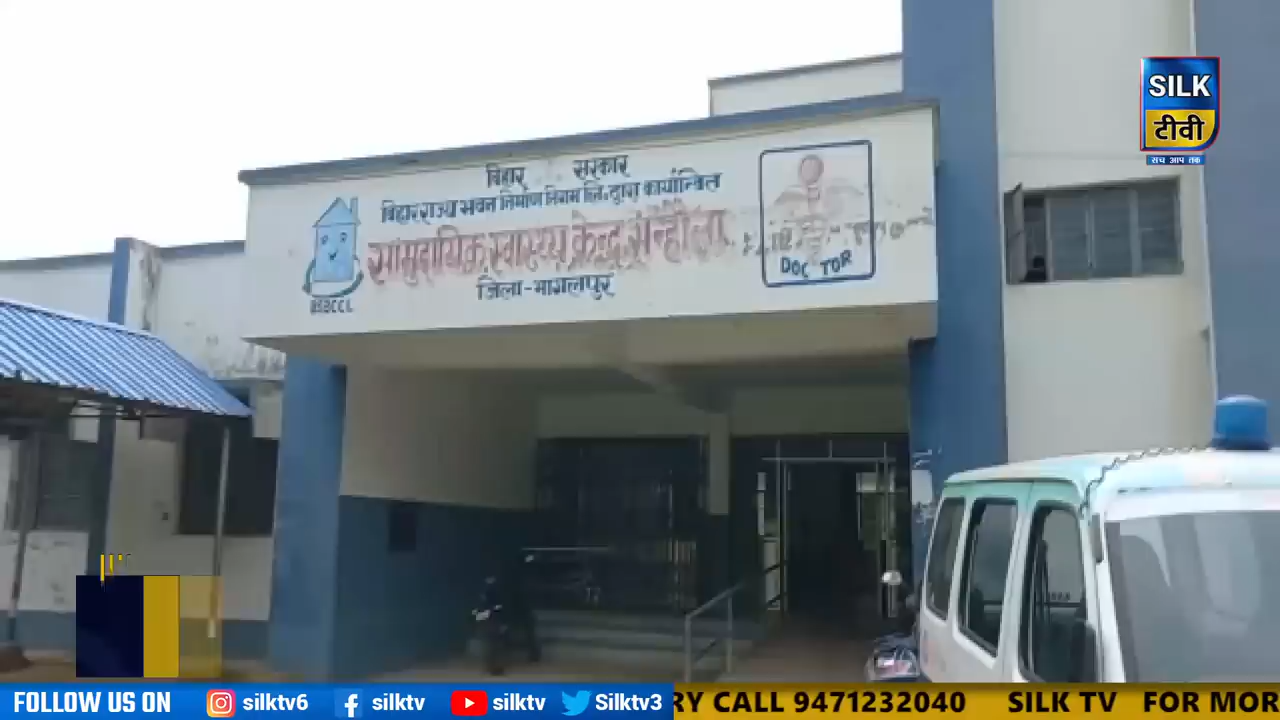 SILK
टीवी
सच आप तक
बिहार सरकार
बिहार राज्य भवन निर्माण निगम लि० द्वारा कार्यान्वित
सामुदायिक स्वास्थ्य केन्द्र सन्हौला
जिला-भागलपुर
BSBCCL
DOCTOR
FOLLOW US ON silktv6 silktv silktv Silktv3 RY CALL 9471232040 SILK TV FOR MOR